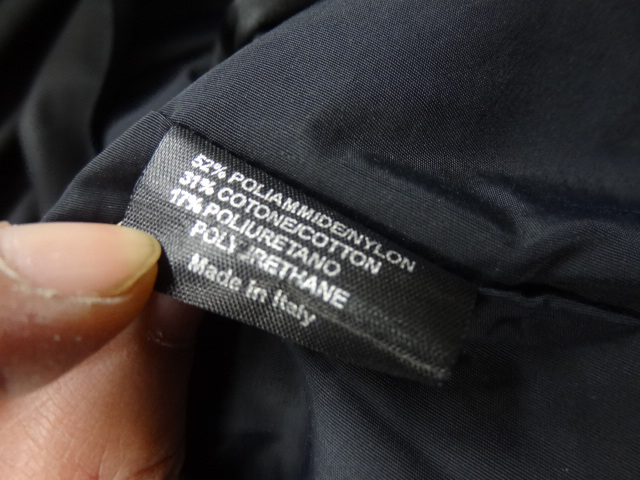 52% POLIAMMIDE/NYLON
31% COTONE/COTTON
17% POLIURETANO
POLYURETHANE
Made in Italy